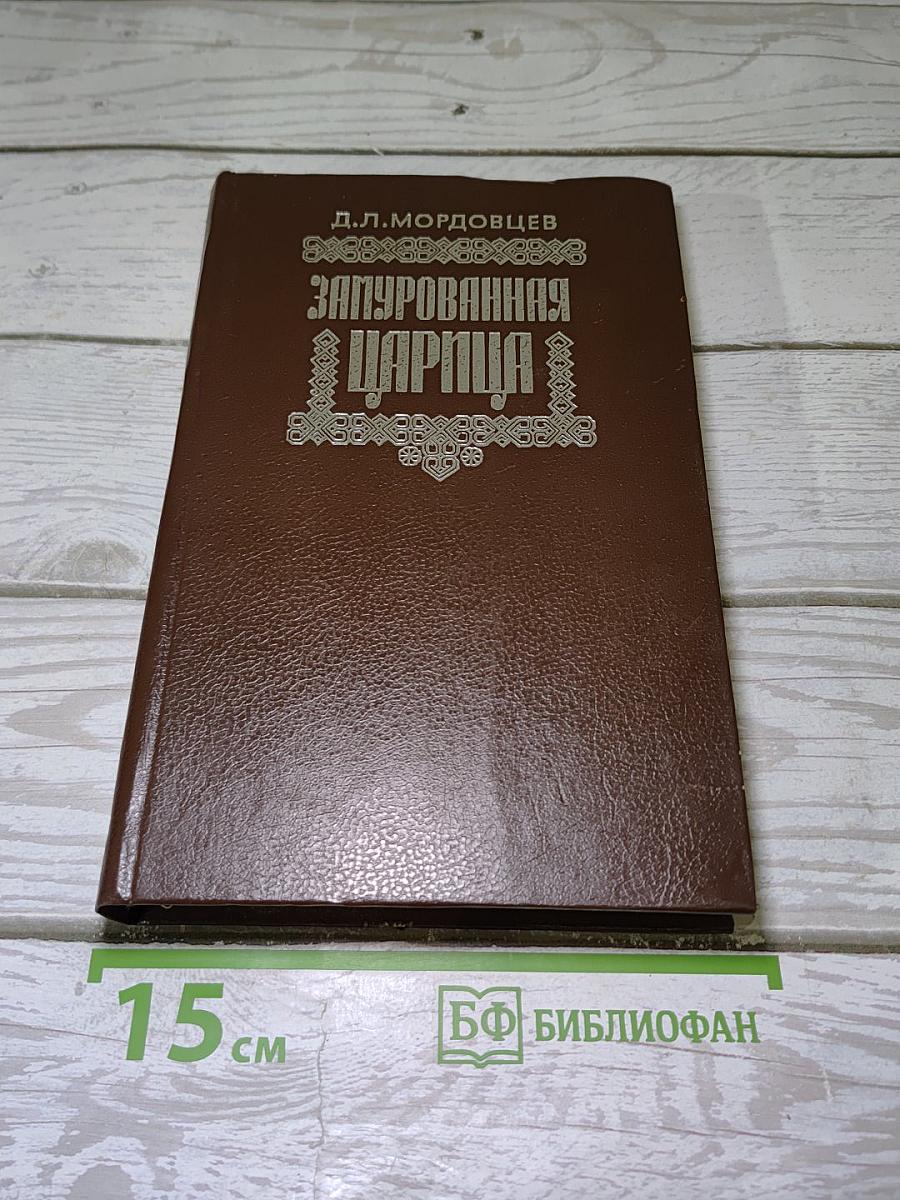 Д.Л.МОРДОВЦЕВ
ЗАМУРОВАННАЯ
ЦАРИЦА
15 см
БФ БИБЛИОФАН